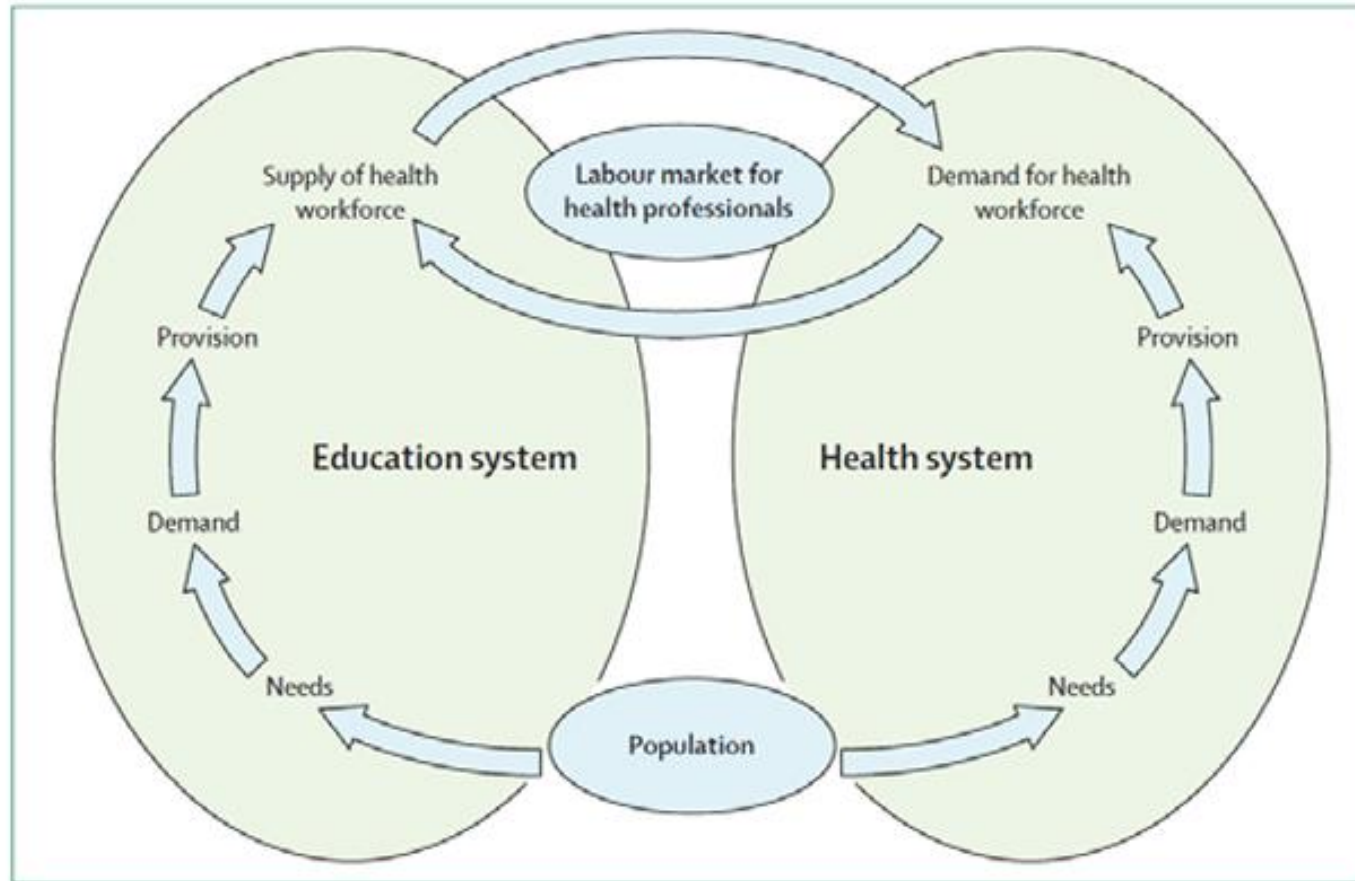 Supply of health
workforce
Labour market for
health professionals
Demand for health
workforce
Provision
Provision
Education system
Health system
Demand
Demand
Needs
Needs
Population